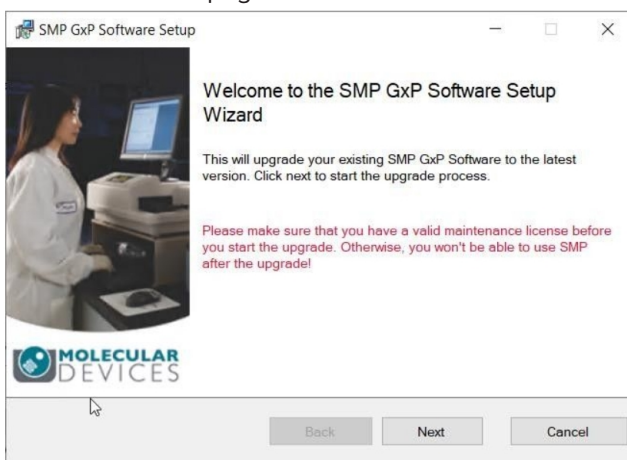 SMP GxP Software Setup
Welcome to the SMP GxP Software Setup
Wizard
This will upgrade your existing SMP GxP Software to the latest
version. Click next to start the upgrade process.
Please make sure that you have a valid maintenance license before
you start the upgrade. Otherwise, you won't be able to use SMP
after the upgrade!
MOLECULAR
DEVICES
Back
Next
Cancel